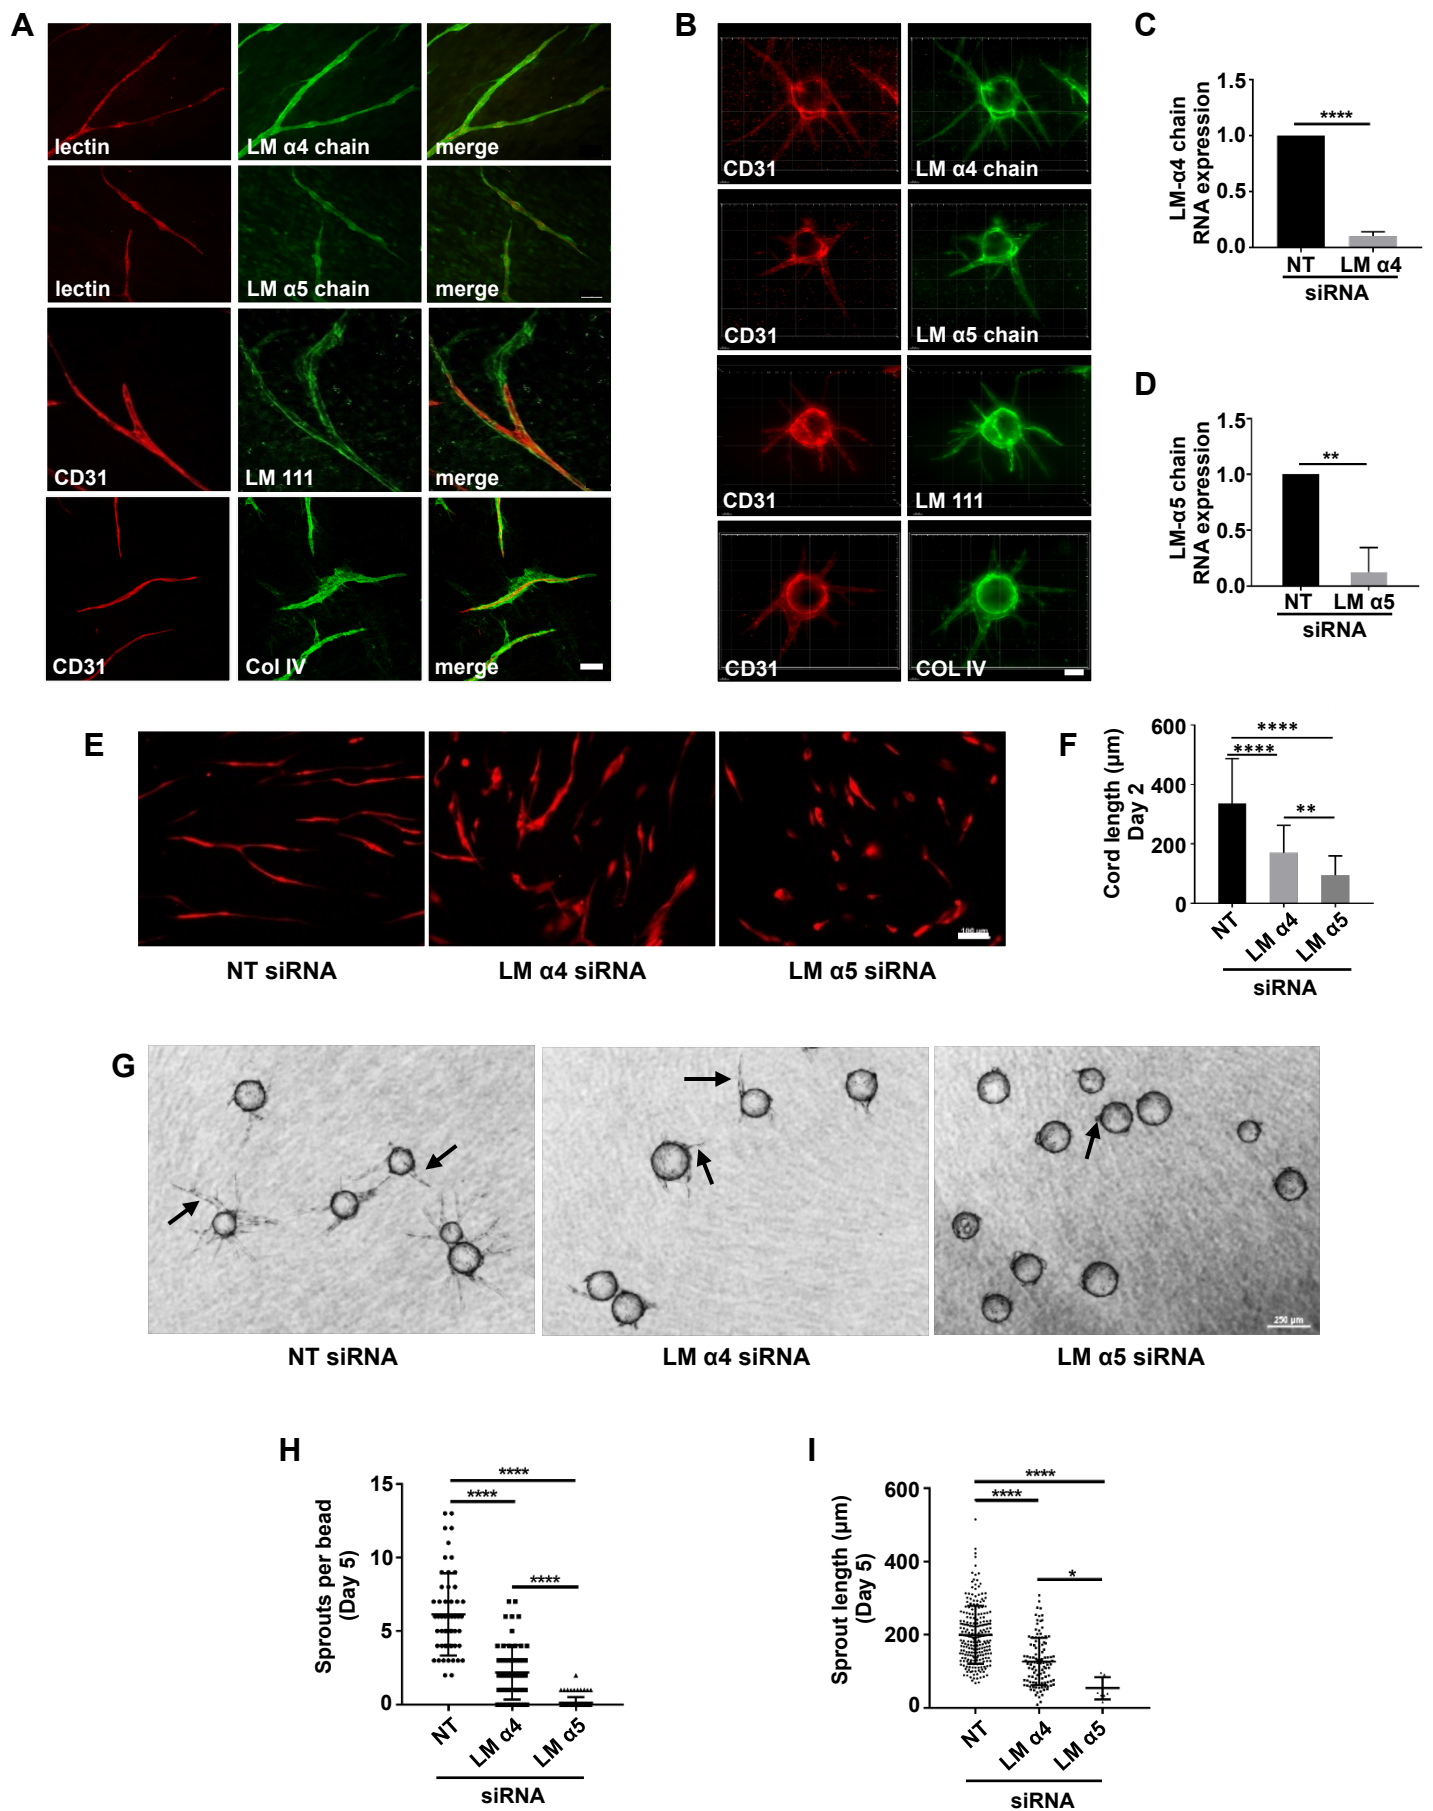 A
lectin
LM α4 chain
merge
lectin
LM α5 chain
merge
CD31
LM 111
merge
CD31
Col IV
merge
B
CD31
LM α4 chain
CD31
LM α5 chain
CD31
LM 111
CD31
COL IV
C
LM-α4 chain
RNA expression
1.5
1.0
0.5
0.0
****
NT
LM α4
siRNA
D
LM-α5 chain
RNA expression
1.5
1.0
0.5
0.0
**
NT
LM α5
siRNA
E
100 µm
NT siRNA
LM α4 siRNA
LM α5 siRNA
F
Cord length (µm)
Day 2
600
400
200
0
****
****
**
NT
LM α4
LM α5
siRNA
G
250 µm
NT siRNA
LM α4 siRNA
LM α5 siRNA
H
Sprouts per bead
(Day 5)
15
10
5
0
****
****
****
NT
LM α4
LM α5
siRNA
I
Sprout length (µm)
(Day 5)
600
400
200
0
****
****
*
NT
LM α4
LM α5
siRNA